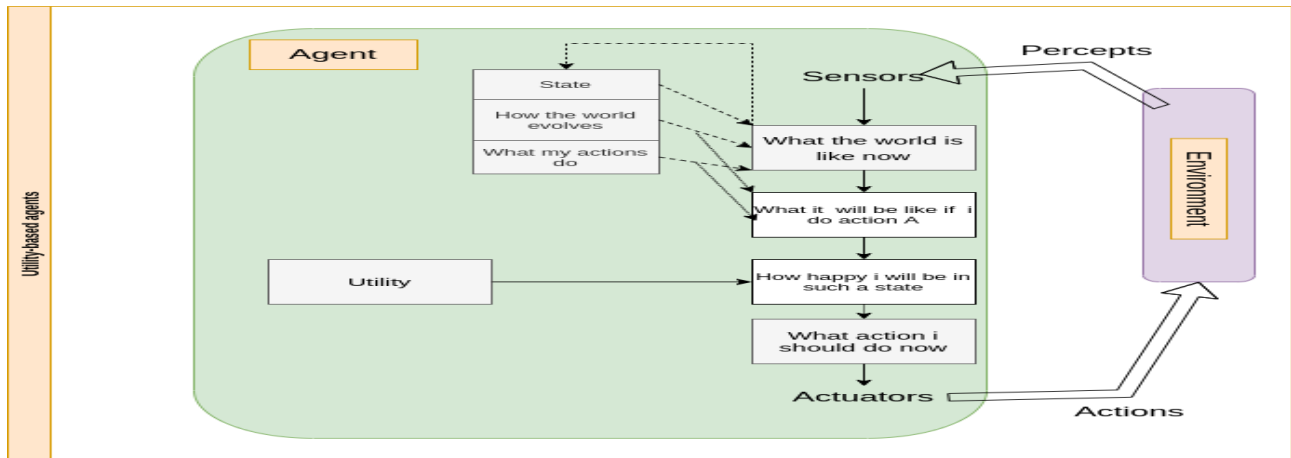 Utility-based agents
Agent
Percepts
Sensors
State
How the world
evolves
What my actions
do
What the world is
like now
What it will be like if i
do action A
Utility
How happy i will be in
such a state
What action i
should do now
Actuators
Environment
Actions